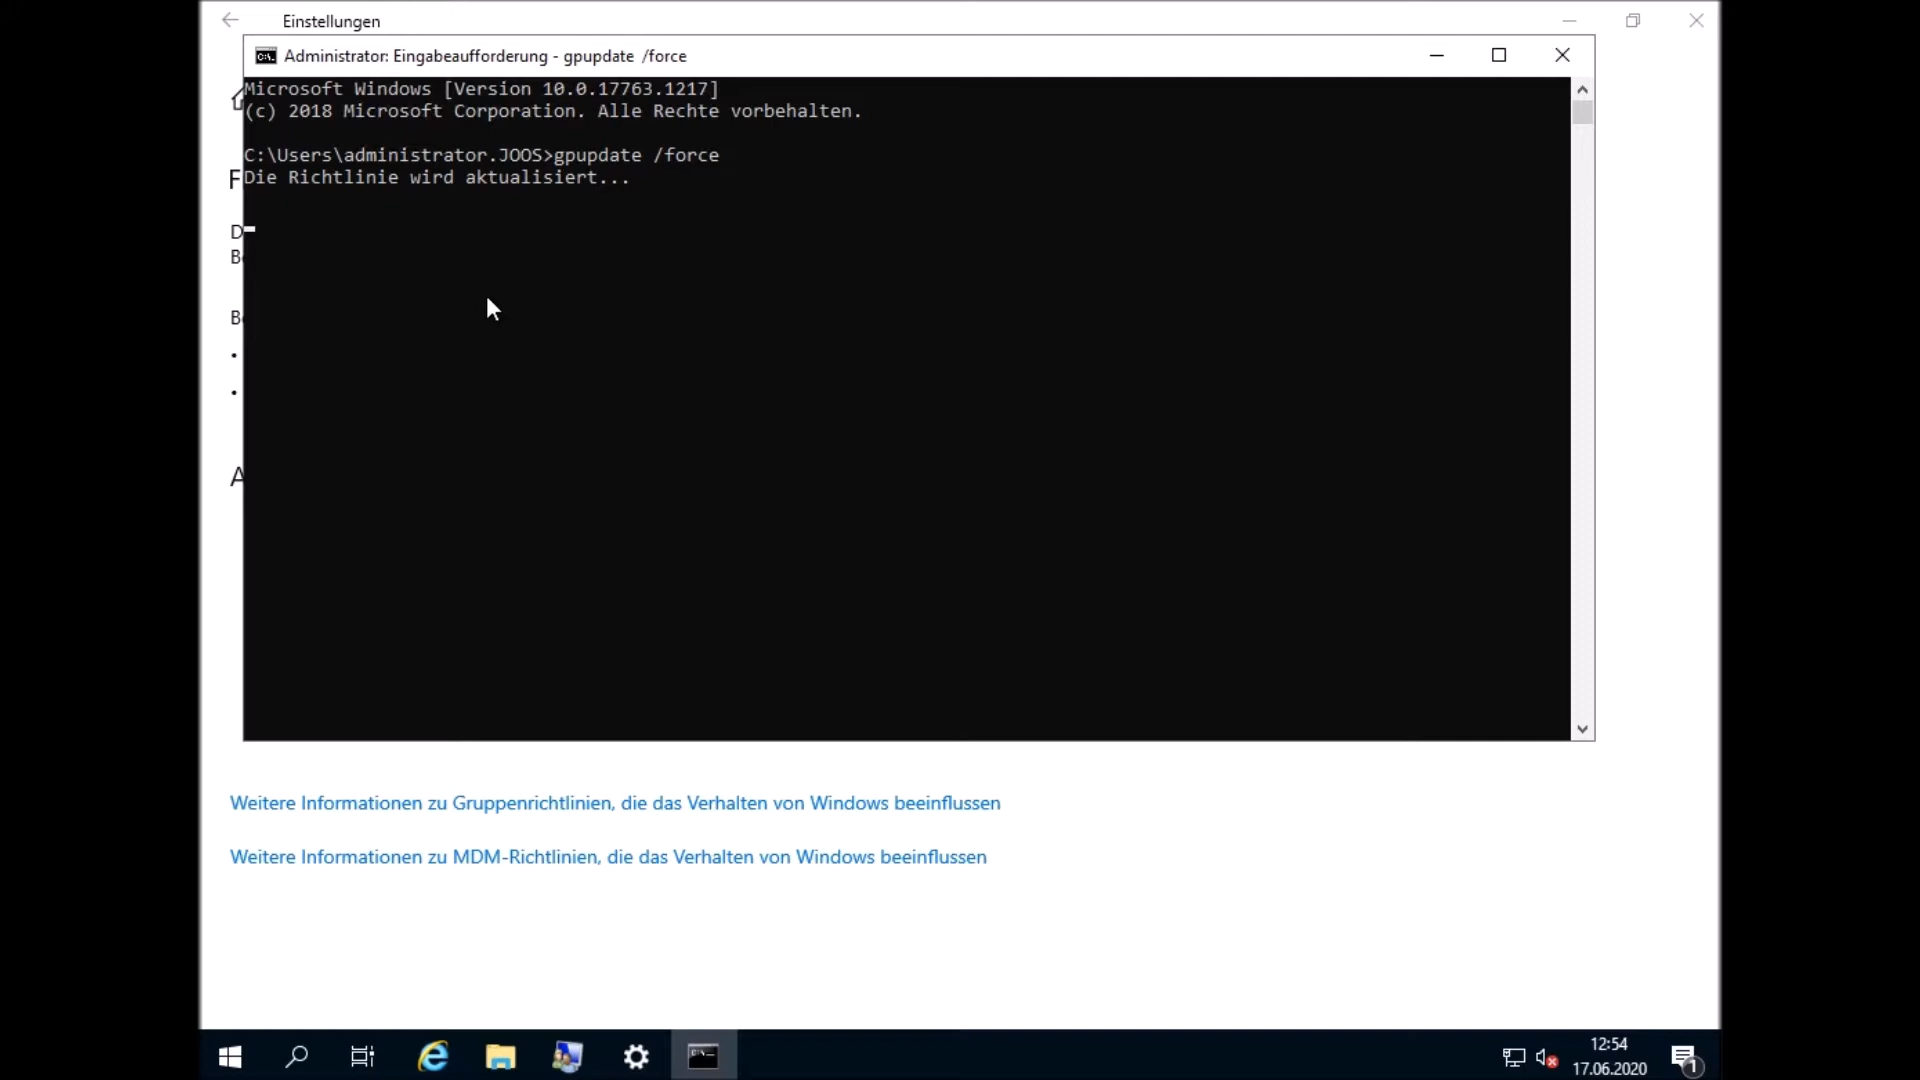 Einstellungen
Administrator: Eingabeaufforderung - gpupdate /force
Microsoft Windows [Version 10.0.17763.1217]
(c) 2018 Microsoft Corporation. Alle Rechte vorbehalten.
C:\Users\administrator.JOOS>gpupdate /force
Die Richtlinie wird aktualisiert...
Weitere Informationen zu Gruppenrichtlinien, die das Verhalten von Windows beeinflussen
Weitere Informationen zu MDM-Richtlinien, die das Verhalten von Windows beeinflussen
12:54
17.06.2020
1